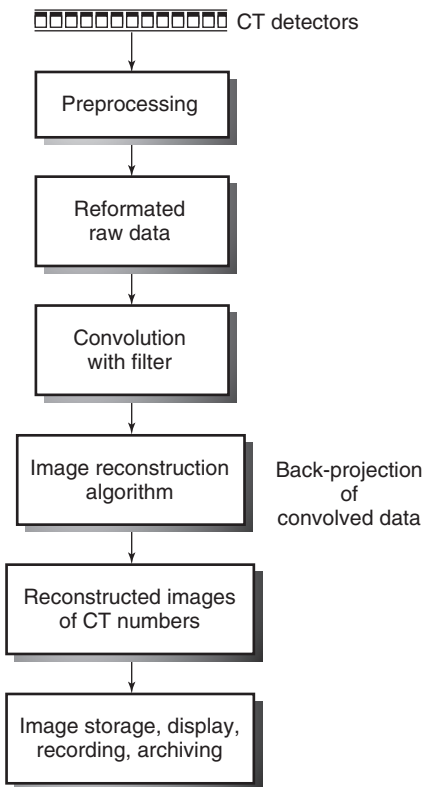 CT detectors
Preprocessing
Reformated
raw data
Convolution
with filter
Image reconstruction
algorithm
Back-projection
of
convolved data
Reconstructed images
of CT numbers
Image storage, display,
recording, archiving